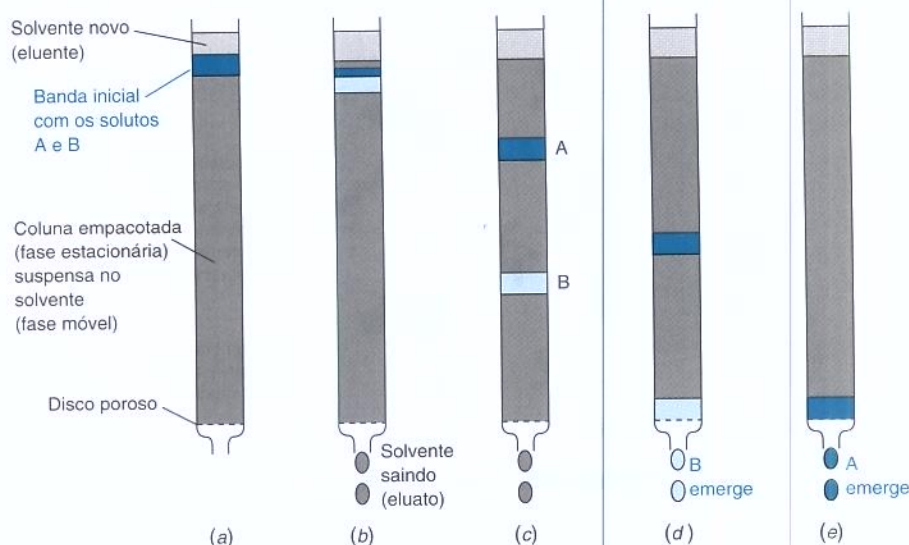 Solvente novo
(eluente)
Banda inicial
com os solutos
A e B
Coluna empacotada
(fase estacionária)
suspensa no
solvente
(fase móvel)
Disco poroso
Solvente
saindo
(eluato)
A
B
B
emerge
A
emerge
(a)
(b)
(c)
(d)
(e)